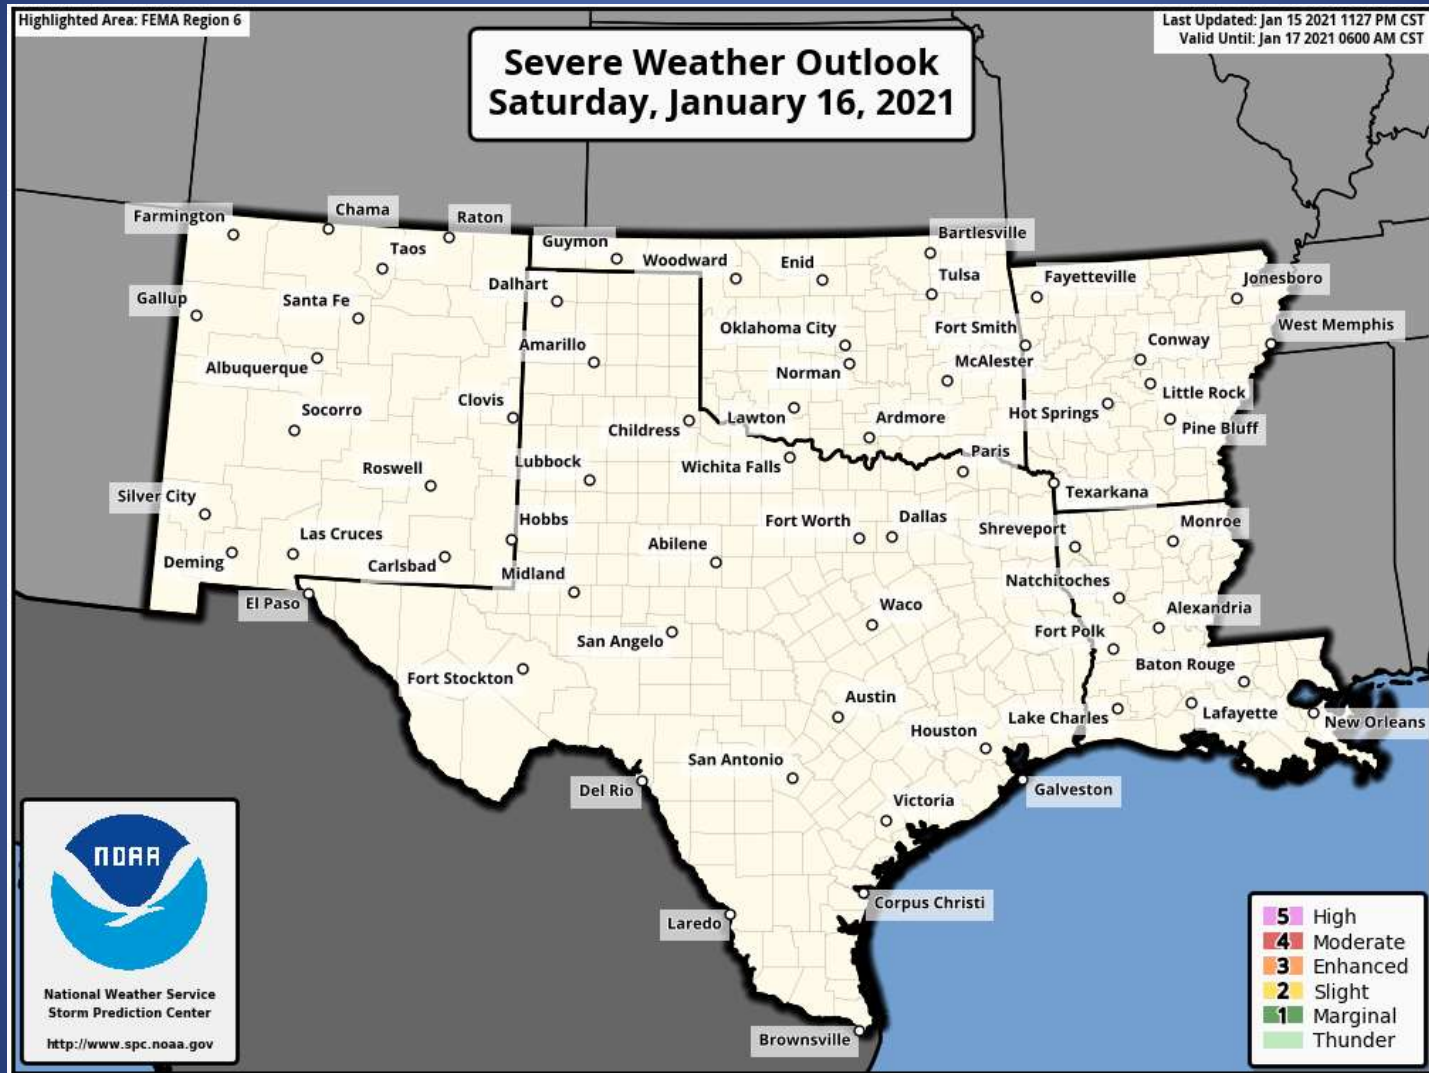 Highlighted Area: FEMA Region 6
Last Updated: Jan 15 2021 1127 PM CST
Valid Until: Jan 17 2021 0600 AM CST
Severe Weather Outlook
Saturday, January 16, 2021
Farmington
Chama
Raton
Taos
Guymon
Woodward
Enid
Bartlesville
Tulsa
Fayetteville
Jonesboro
Gallup
Santa Fe
Dalhart
Albuquerque
Amarillo
Oklahoma City
Fort Smith
West Memphis
Norman
McAlester
Conway
Little Rock
Socorro
Clovis
Childress
Lawton
Ardmore
Hot Springs
Pine Bluff
Roswell
Lubbock
Wichita Falls
Paris
Texarkana
Silver City
Las Cruces
Hobbs
Fort Worth
Dallas
Shreveport
Monroe
Deming
Carlsbad
Midland
Abilene
Natchitoches
El Paso
Waco
Alexandria
San Angelo
Fort Polk
Fort Stockton
Baton Rouge
Austin
Lake Charles
Lafayette
New Orleans
Houston
San Antonio
Del Rio
Galveston
Victoria
Corpus Christi
Laredo
Brownsville
NOAA
National Weather Service
Storm Prediction Center
http://www.spc.noaa.gov
5 High
4 Moderate
3 Enhanced
2 Slight
1 Marginal
Thunder